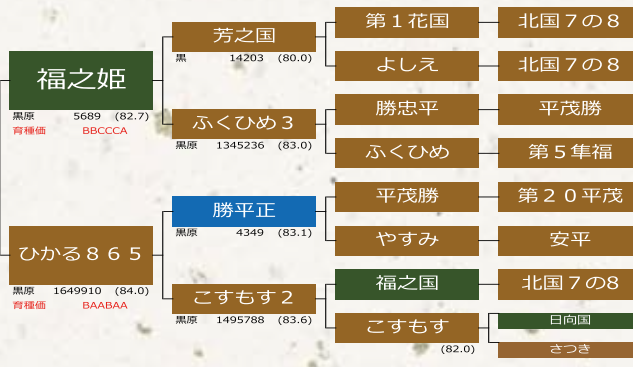 福之姫
黒原 5689 (82.7)
育種価 BBCCCA
芳之国
黒 14203 (80.0)
第１花国
北国７の８
よしえ
北国７の８
ふくひめ３
黒原 1345236 (83.0)
勝忠平
平茂勝
ふくひめ
第５隼福
ひかる８６５
黒原 1649910 (84.0)
育種価 BAABAA
勝平正
黒原 4349 (83.1)
平茂勝
第２０平茂
やすみ
安平
こすもす２
黒原 1495788 (83.6)
福之国
北国７の8
こすもす
(82.0)
日向国
さつき